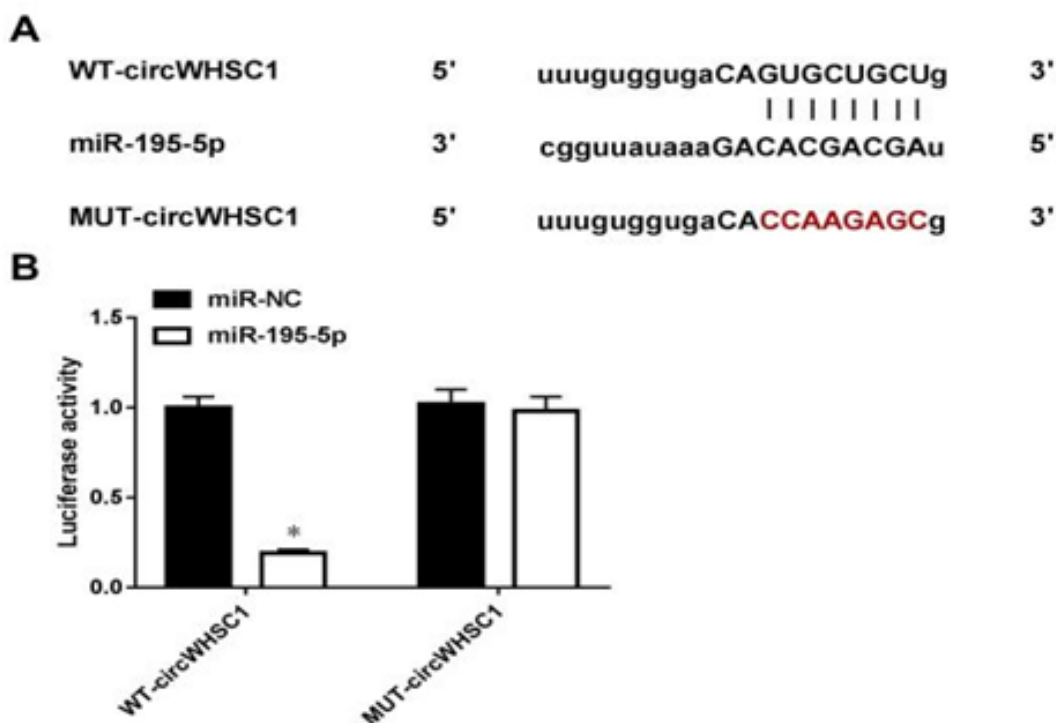 A
WT-circWHSC1 5' uuuguggugaCAGUGCUGCUg 3'
miR-195-5p 3' cgguuauaaaGACACGACGAu 5'
MUT-circWHSC1 5' uuuguggugaCACCAAGAGCg 3'
B
miR-NC
miR-195-5p
Luciferase activity
1.5
1.0
0.5
0.0
*
WT-circWHSC1
MUT-circWHSC1